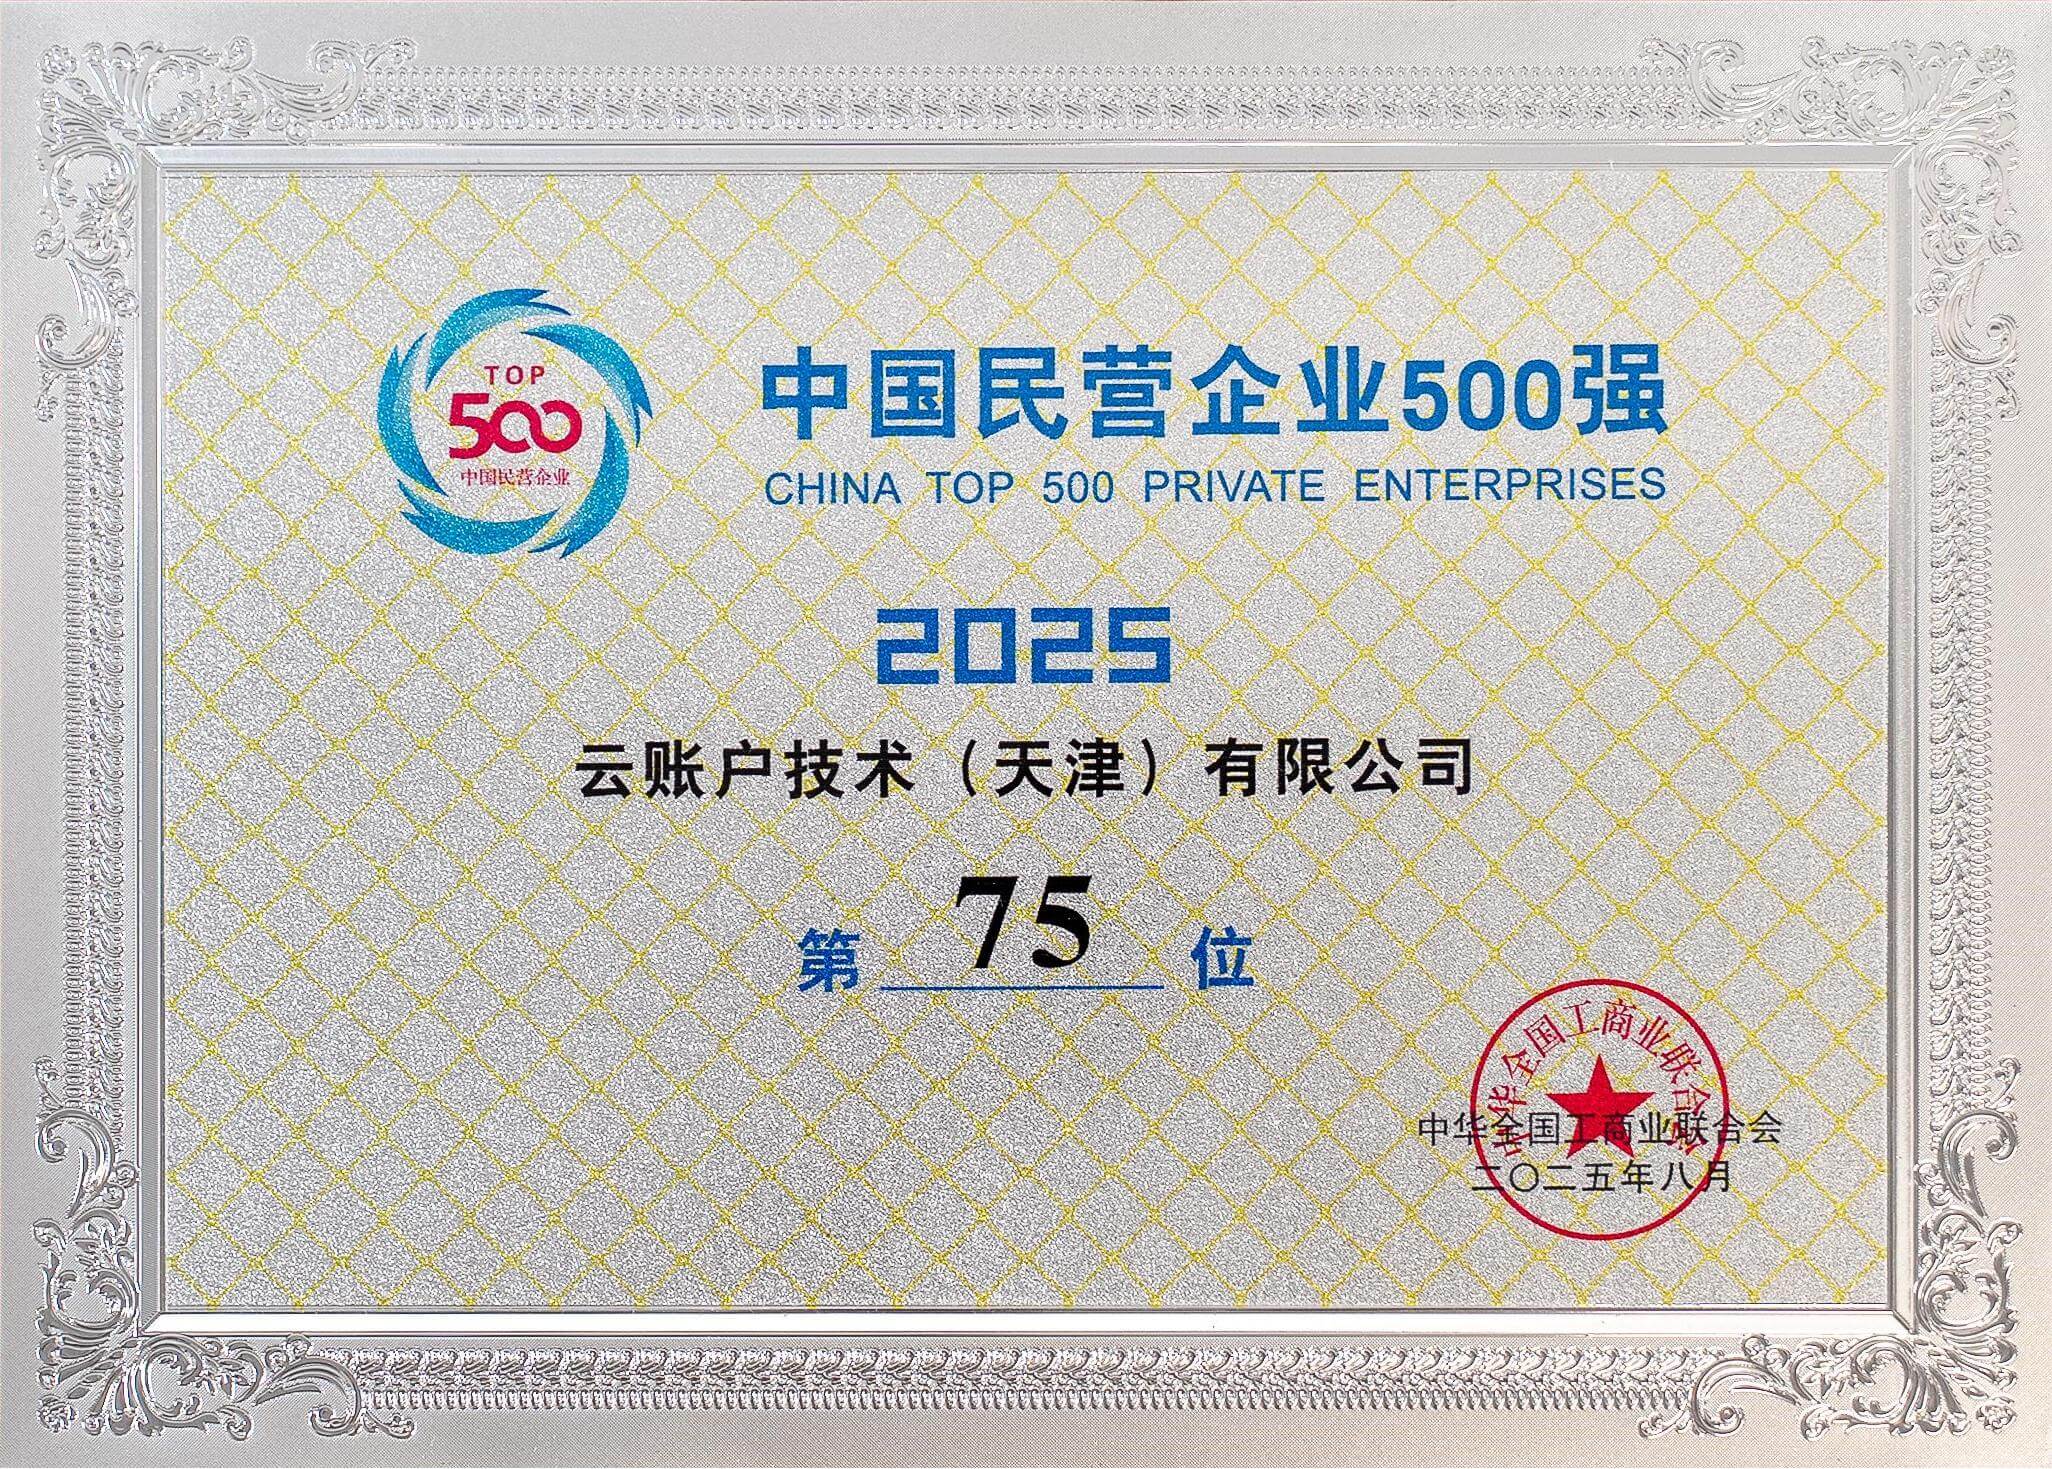 TOP
500
中国民营企业
中国民营企业500强
CHINA TOP 500 PRIVATE ENTERPRISES
2025
云账户技术（天津）有限公司
第 75 位
中华全国工商业联合会
中华全国工商业联合会
二〇二五年八月